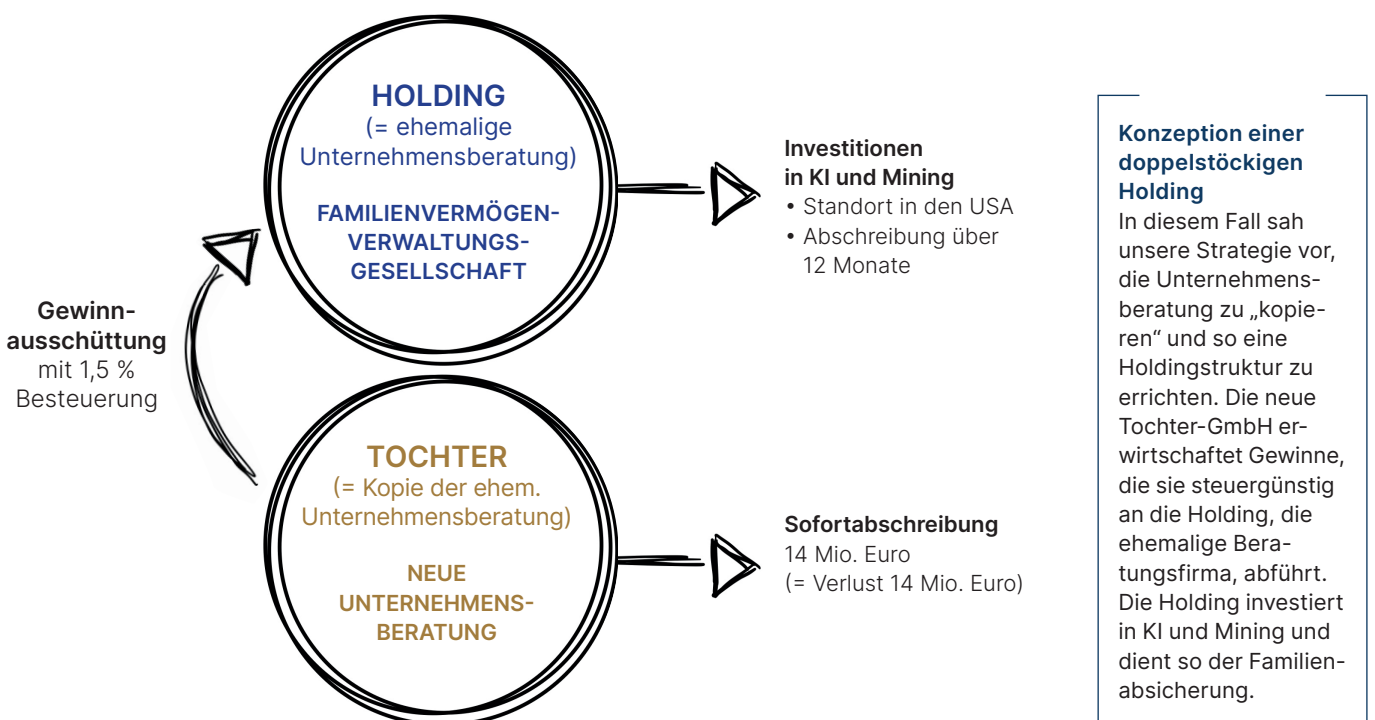 HOLDING
(= ehemalige
Unternehmensberatung)
FAMILIENVERMÖGEN-
VERWALTUNGS-
GESELLSCHAFT
Investitionen
in KI und Mining
• Standort in den USA
• Abschreibung über
12 Monate
Gewinn-
ausschüttung
mit 1,5 %
Besteuerung
TOCHTER
(= Kopie der ehem.
Unternehmensberatung)
NEUE
UNTERNEHMENS-
BERATUNG
Sofortabschreibung
14 Mio. Euro
(= Verlust 14 Mio. Euro)
Konzeption einer
doppelstöckigen
Holding
In diesem Fall sah
unsere Strategie vor,
die Unternehmens-
beratung zu „kopie-
ren“ und so eine
Holdingstruktur zu
errichten. Die neue
Tochter-GmbH er-
wirtschaftet Gewinne,
die sie steuergünstig
an die Holding, die
ehemalige Bera-
tungsfirma, abführt.
Die Holding investiert
in KI und Mining und
dient so der Familien-
absicherung.